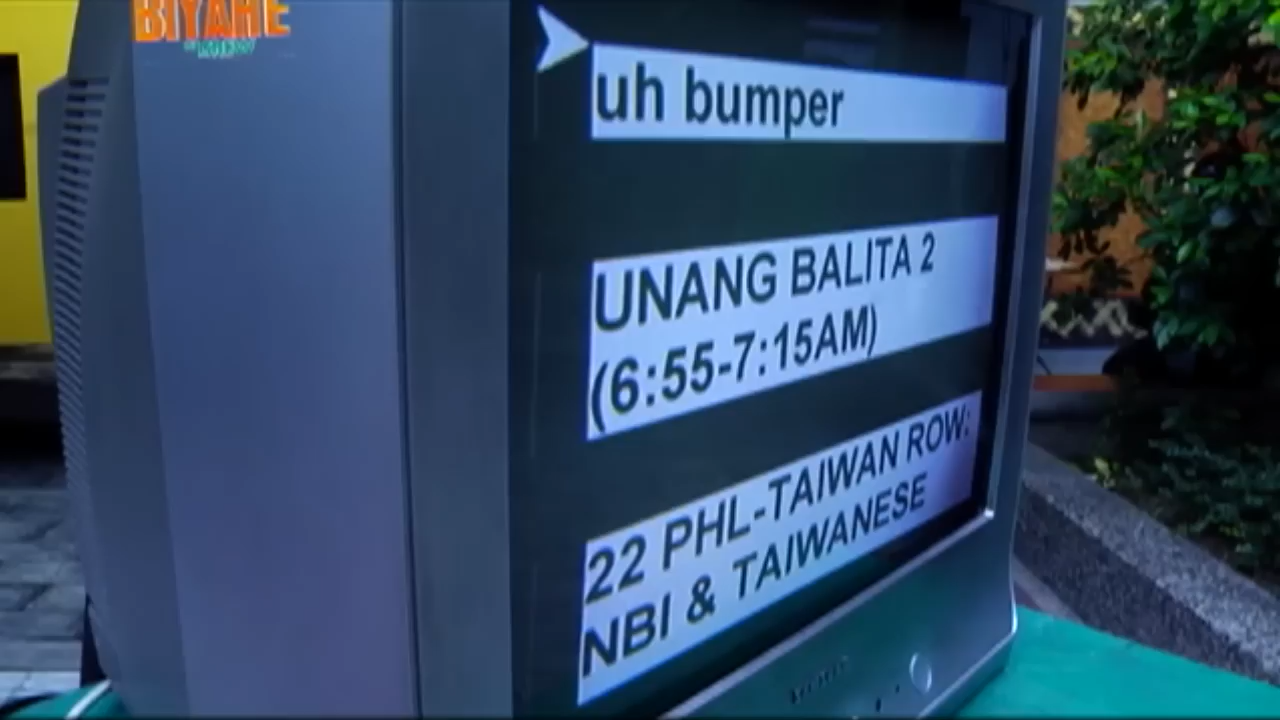 BIYAHE
uh bumper
UNANG BALITA 2
(6:55-7:15AM)
22 PHL-TAIWAN ROW:
NBI & TAIWANESE